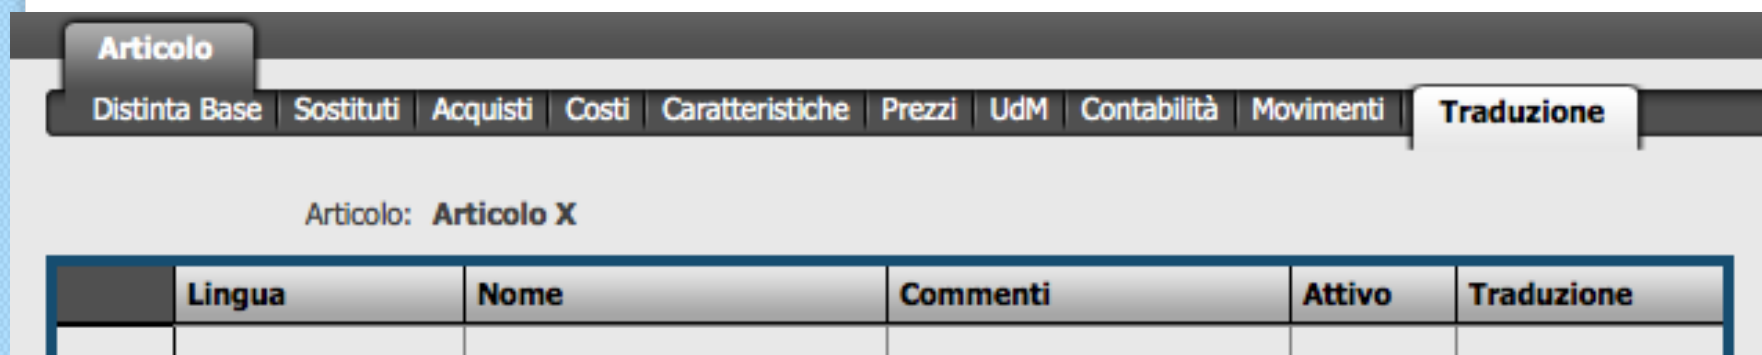 Articolo
Distinta Base Sostituti Acquisti Costi Caratteristiche Prezzi UdM Contabilità Movimenti Traduzione
Articolo: Articolo X
Lingua Nome Commenti Attivo Traduzione